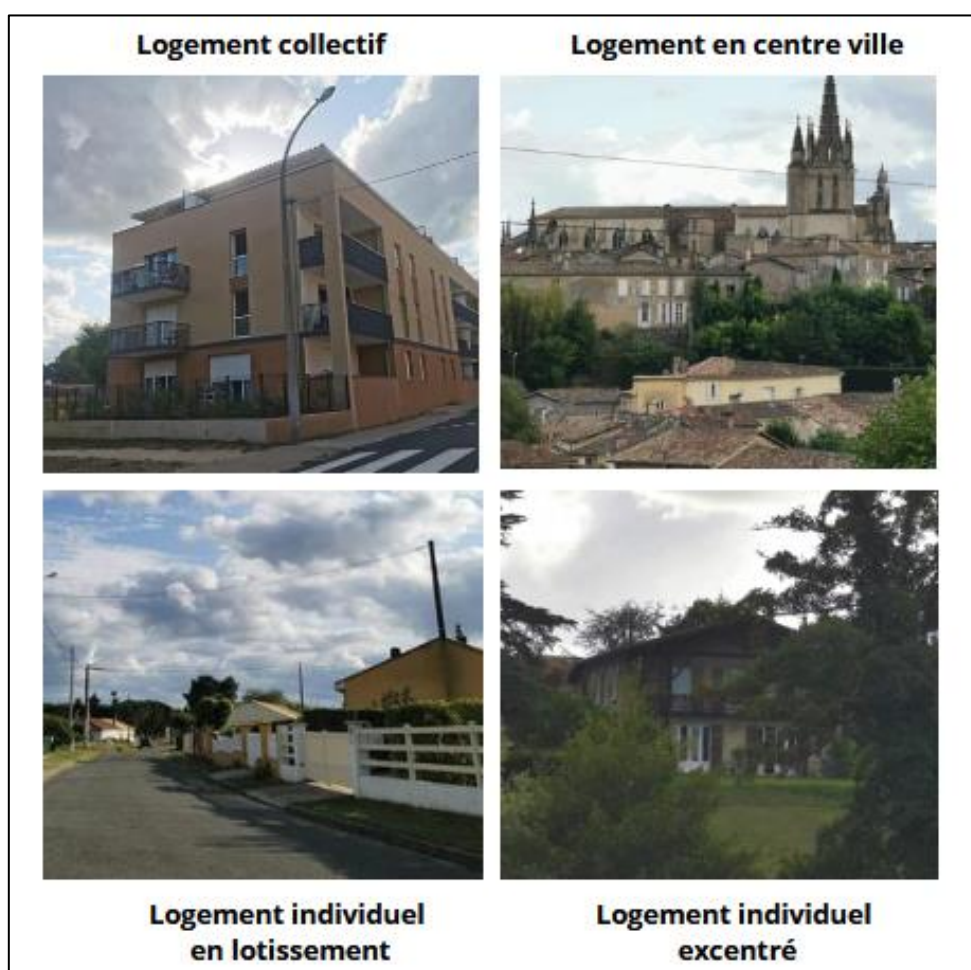 Logement collectif
Logement en centre ville
Logement individuel
en lotissement
Logement individuel
excentré